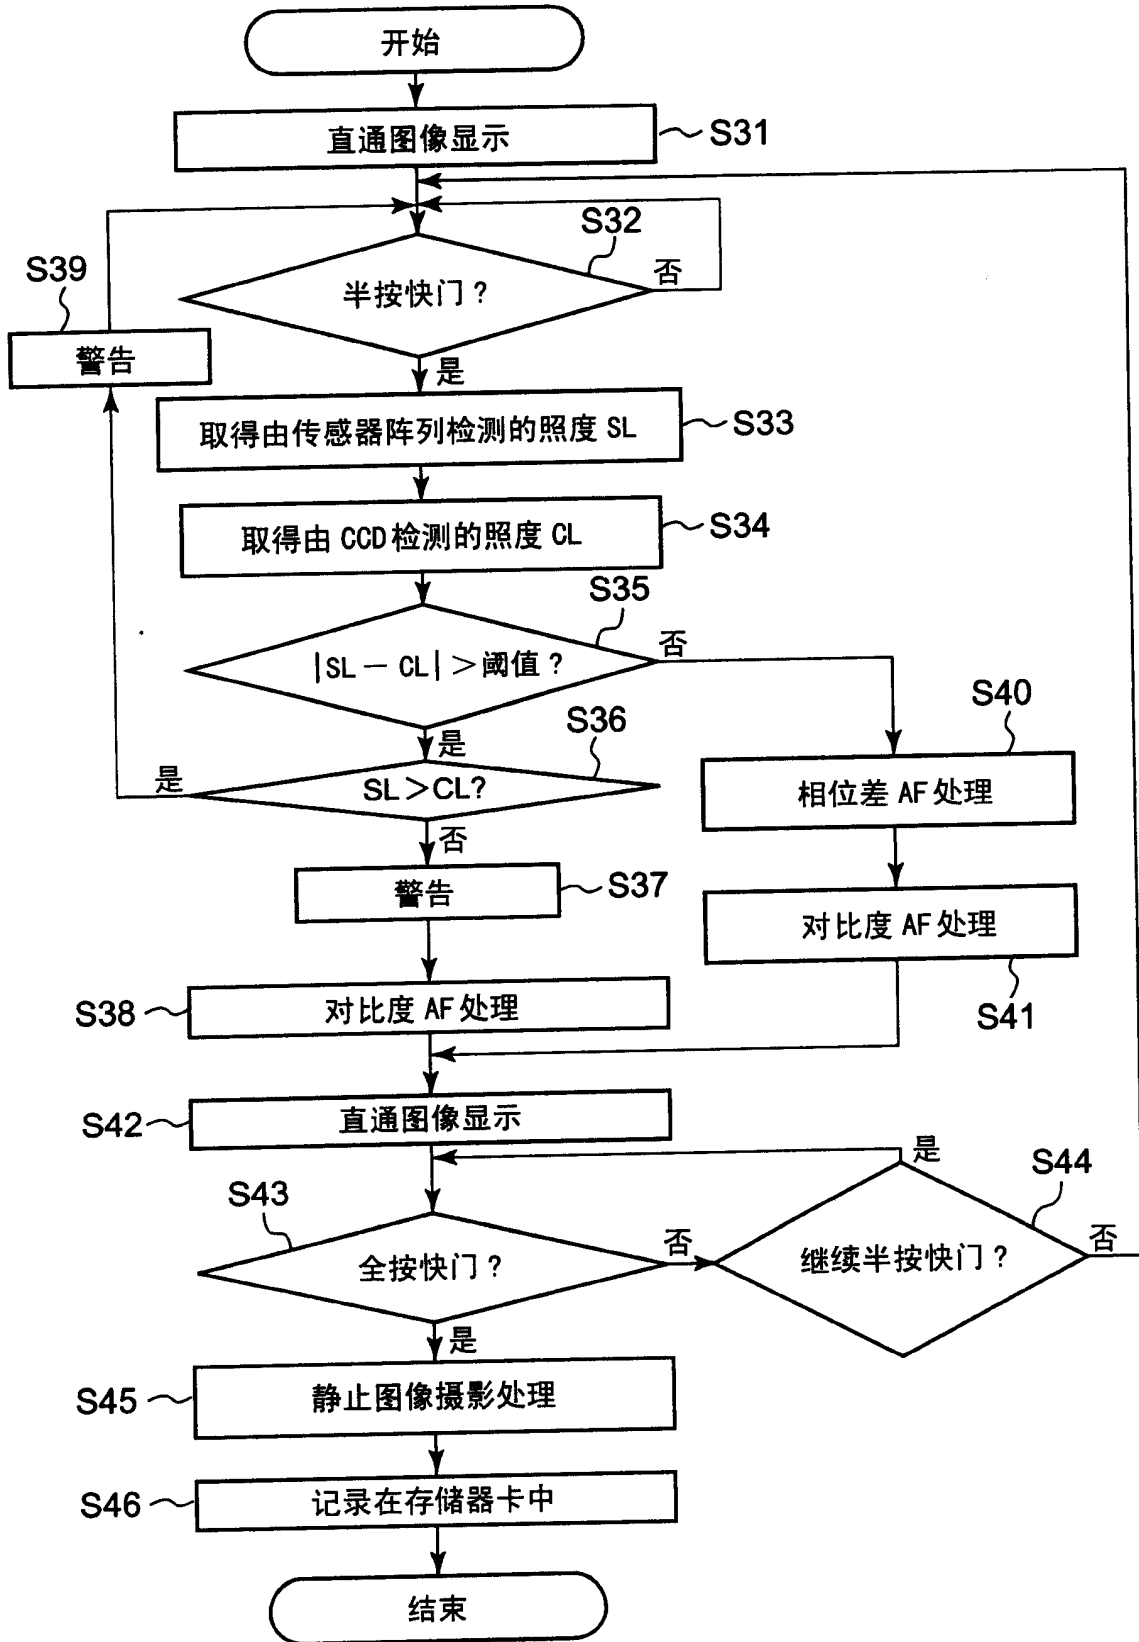 开始
直通图像显示
S31
S32
半按快门？
否
S39
警告
是
取得由传感器阵列检测的照度 SL
S33
取得由 CCD 检测的照度 CL
S34
S35
|SL － CL| ＞阈值？
否
是
S36
SL＞CL?
是
否
S40
相位差 AF 处理
警告
S37
对比度 AF 处理
S41
S38
对比度 AF 处理
S42
直通图像显示
S43
全按快门？
否
是
S44
继续半按快门？
否
是
S45
静止图像摄影处理
S46
记录在存储器卡中
结束